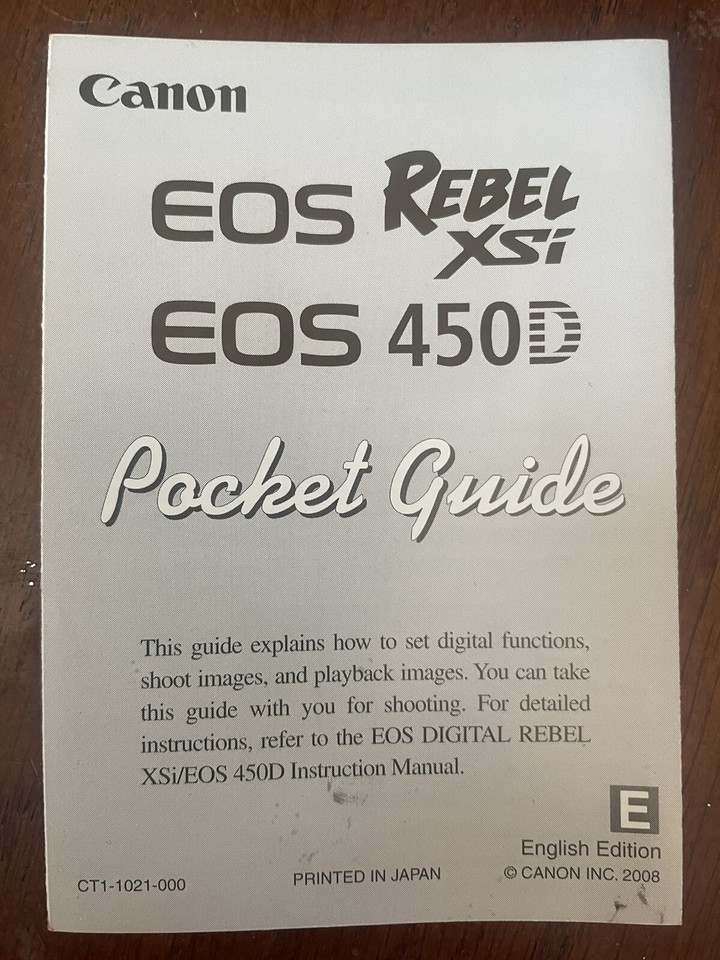 Canon
EOS REBEL XSi
EOS 450D
Pocket Guide
This guide explains how to set digital functions,
shoot images, and playback images. You can take
this guide with you for shooting. For detailed
instructions, refer to the EOS DIGITAL REBEL
XSi/EOS 450D Instruction Manual.
E
English Edition
CT1-1021-000 PRINTED IN JAPAN © CANON INC. 2008